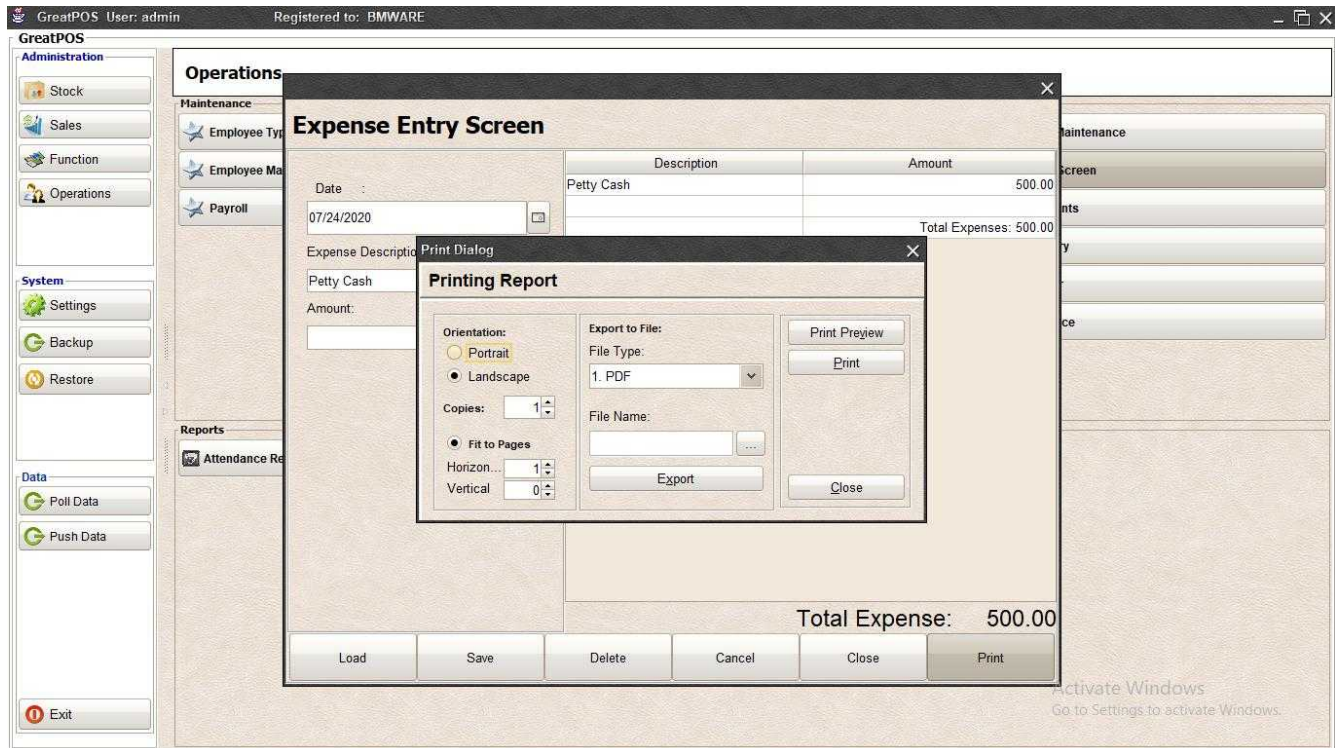 GreatPOS User: admin Registered to: BMWARE
GreatPOS
Administration
Stock
Sales
Function
Operations
System
Settings
Backup
Restore
Data
Poll Data
Push Data
Exit
Operations
Maintenance
Employee Typ
Employee Ma
Payroll
Reports
Attendance Re
Maintenance
Screen
nts
y
ce
Expense Entry Screen
Date :
07/24/2020
Expense Descriptio
Petty Cash
Amount:
Description Amount
Petty Cash 500.00
Total Expenses: 500.00
Print Dialog
Printing Report
Orientation:
Portrait
Landscape
Copies: 1
Fit to Pages
Horizon... 1
Vertical 0
Export to File:
File Type:
1. PDF
File Name:
...
Export
Print Preview
Print
Close
Total Expense: 500.00
Load Save Delete Cancel Close Print
Activate Windows
Go to Settings to activate Windows.